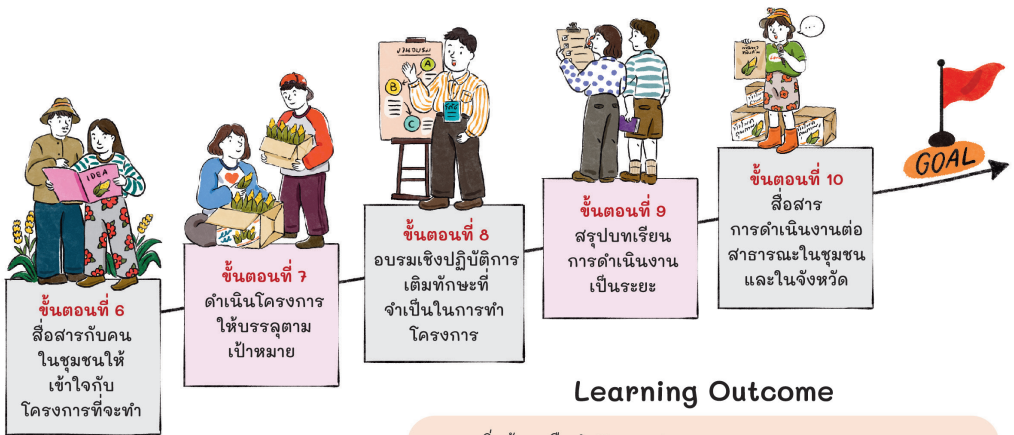 ขั้นตอนที่ 6
สื่อสารกับคน
ในชุมชนให้
เข้าใจกับ
โครงการที่จะทำ
IDEA
ขั้นตอนที่ 7
ดำเนินโครงการ
ให้บรรลุตาม
เป้าหมาย
งานอบรม
A
B
C
ขั้นตอนที่ 8
อบรมเชิงปฏิบัติการ
เติมทักษะที่
จำเป็นในการทำ
โครงการ
ขั้นตอนที่ 9
สรุปบทเรียน
การดำเนินงาน
เป็นระยะ
...
ขั้นตอนที่ 10
สื่อสาร
การดำเนินงานต่อ
สาธารณะในชุมชน
และในจังหวัด
GOAL
Learning Outcome